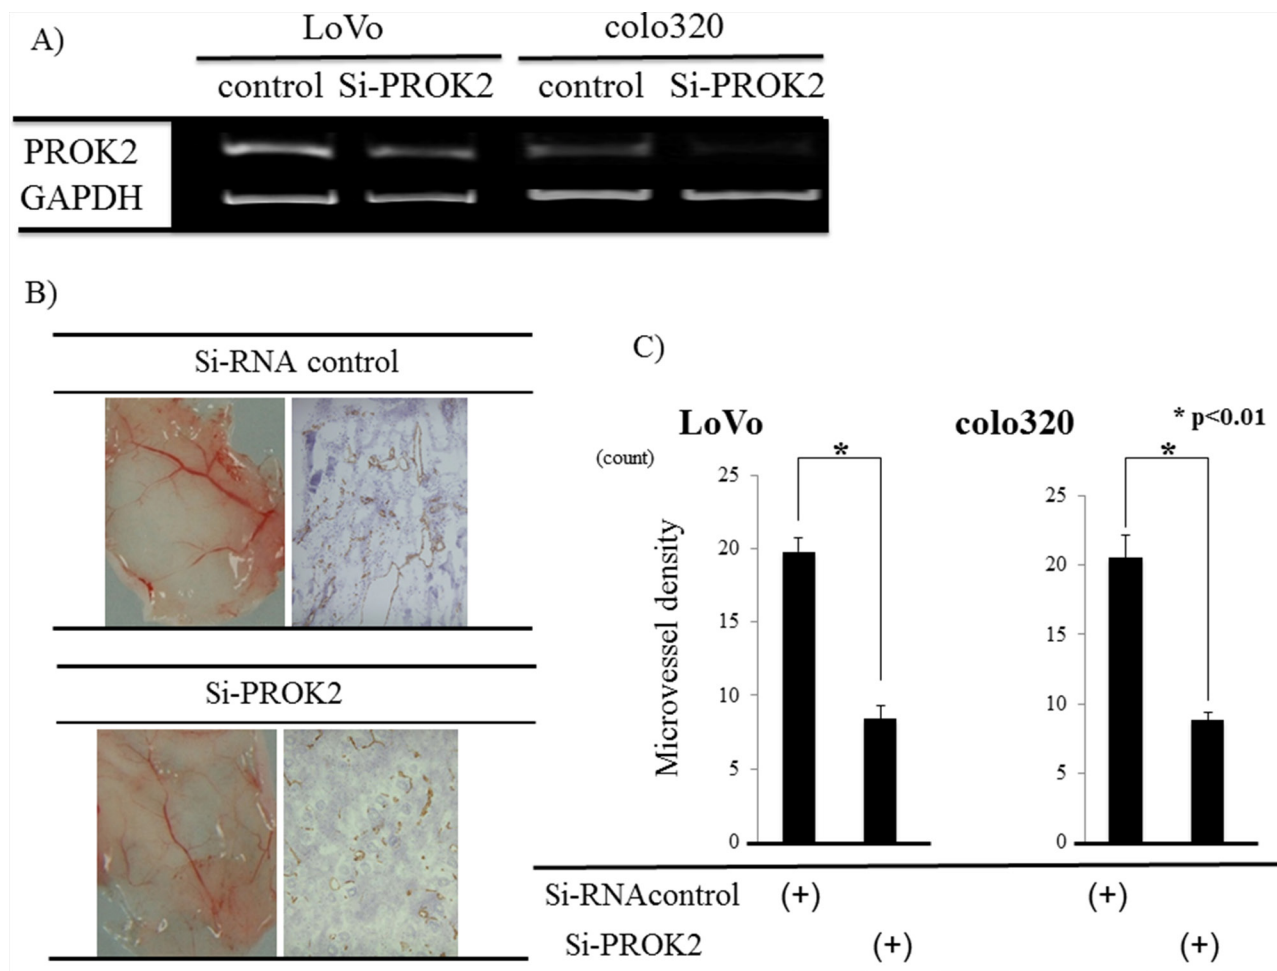 A)
LoVo colo320
control Si-PROK2 control Si-PROK2
PROK2
GAPDH
B)
Si-RNA control
Si-PROK2
C)
LoVo colo320 * p<0.01
(count)
* *
Microvessel density
25
20
15
10
5
0
25
20
15
10
5
0
Si-RNAcontrol (+) (+)
Si-PROK2 (+) (+)